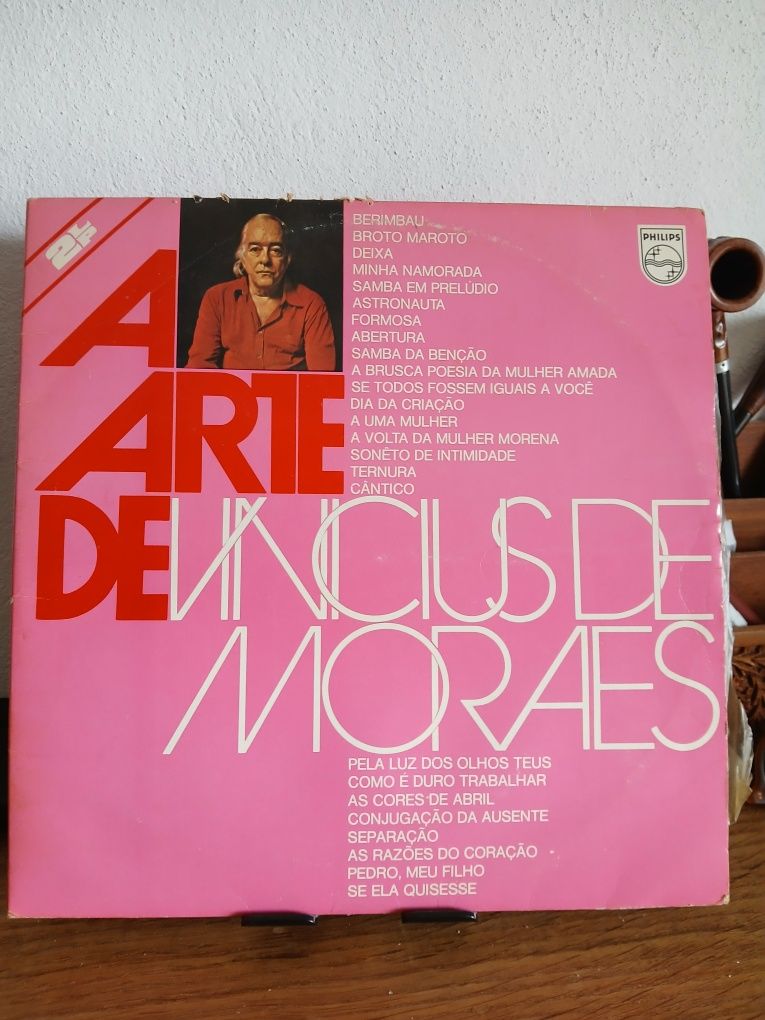 2LP
PHILIPS
A
ARTE
DE VINICIUS DE
MORAES
BERIMBAU
BROTO MAROTO
DEIXA
MINHA NAMORADA
SAMBA EM PRELÚDIO
ASTRONAUTA
FORMOSA
ABERTURA
SAMBA DA BENÇÃO
A BRUSCA POESIA DA MULHER AMADA
SE TODOS FOSSEM IGUAIS A VOCÊ
DIA DA CRIAÇÃO
A UMA MULHER
A VOLTA DA MULHER MORENA
SONÊTO DE INTIMIDADE
TERNURA
CÂNTICO
PELA LUZ DOS OLHOS TEUS
COMO É DURO TRABALHAR
AS CORES DE ABRIL
CONJUGAÇÃO DA AUSENTE
SEPARAÇÃO
AS RAZÕES DO CORAÇÃO
PEDRO, MEU FILHO
SE ELA QUISESSE